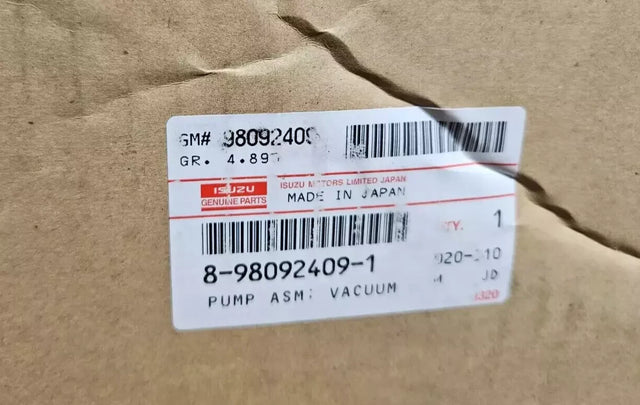 GM# 98092409
GR. 4.89
ISUZU
GENUINE PARTS
ISUZU MOTORS LIMITED JAPAN
MADE IN JAPAN
1
8-98092409-1
PUMP ASM: VACUUM